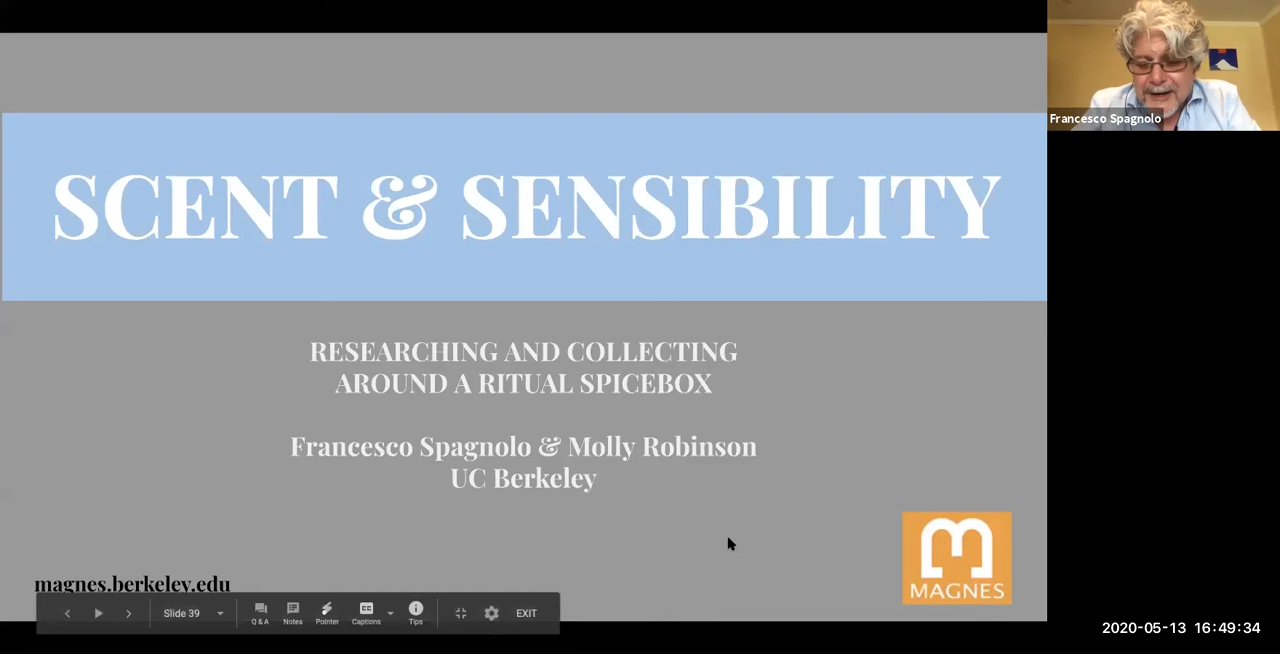 Francesco Spagnolo
SCENT & SENSIBILITY
RESEARCHING AND COLLECTING
AROUND A RITUAL SPICEBOX
Francesco Spagnolo & Molly Robinson
UC Berkeley
MAGNES
magnes.berkeley.edu
Slide 39
Q & A
Notes
Pointer
CC
Captions
Tips
EXIT
2020-05-13 16:49:34